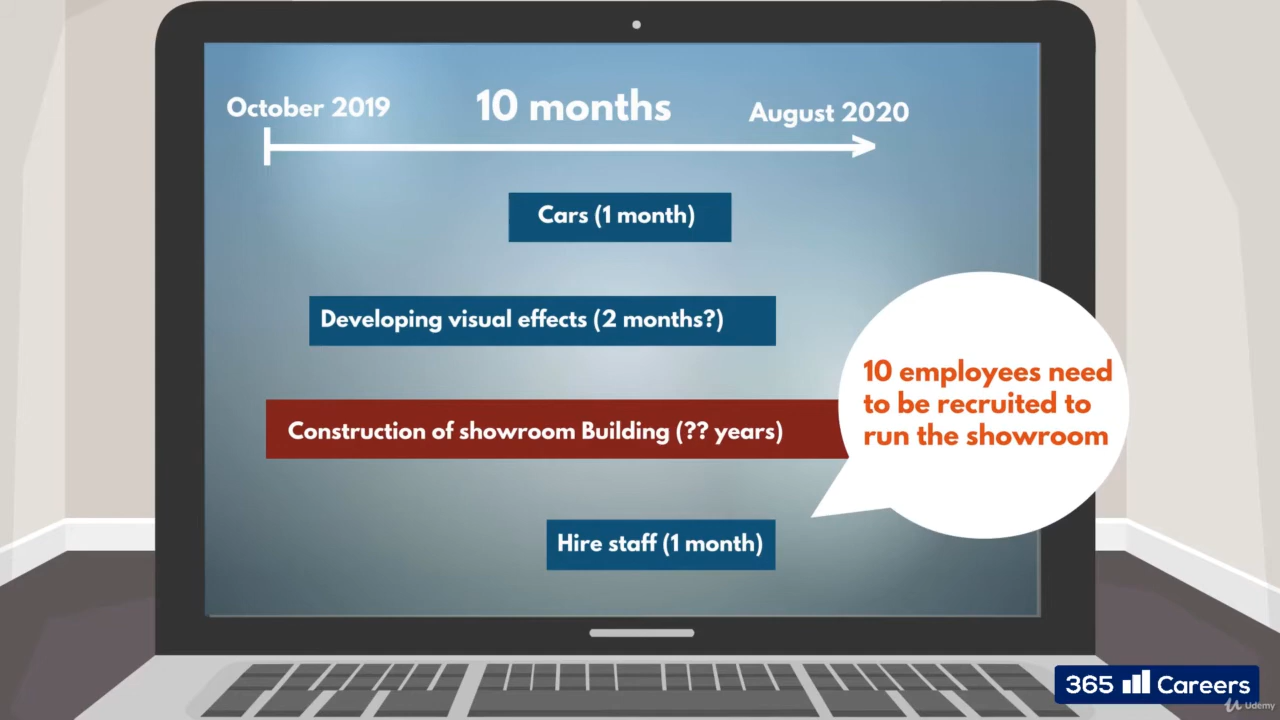 October 2019
10 months
August 2020
Cars (1 month)
Developing visual effects (2 months?)
Construction of showroom Building (?? years)
10 employees need
to be recruited to
run the showroom
Hire staff (1 month)
365 Careers
Udemy